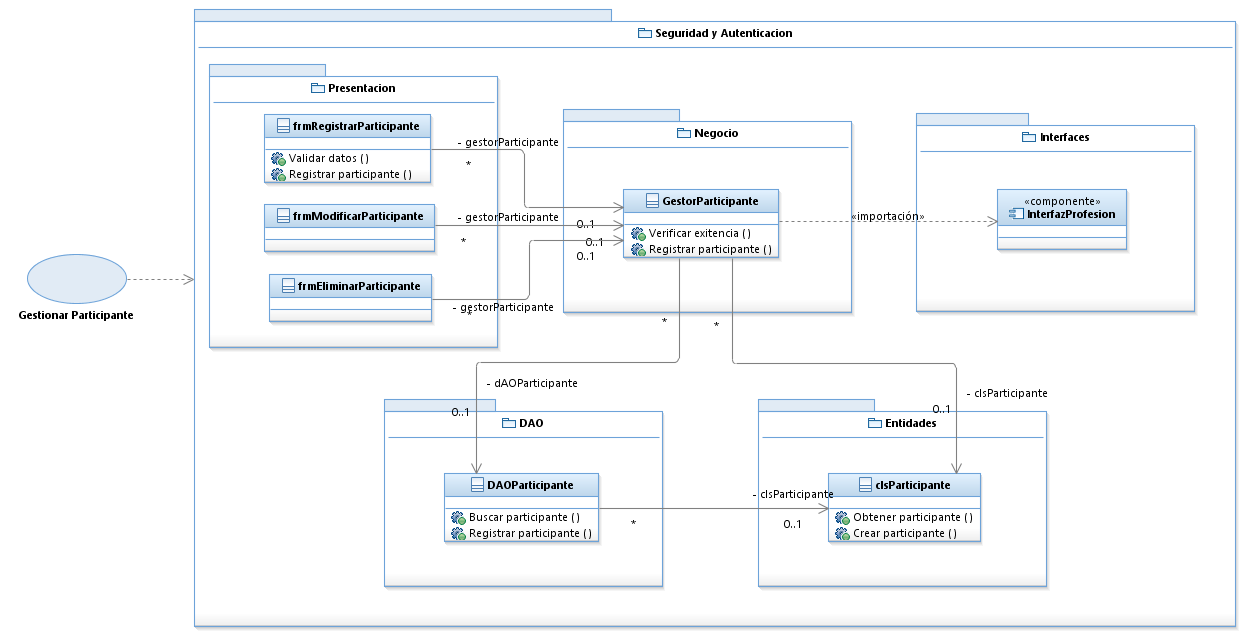 Seguridad y Autenticacion
Presentacion
frmRegistrarParticipante
Validar datos ( )
Registrar participante ( )
- gestorParticipante
*
frmModificarParticipante
- gestorParticipante
*
frmEliminarParticipante
- gestorParticipante
*
Gestionar Participante
Negocio
GestorParticipante
Verificar exitencia ( )
Registrar participante ( )
0..1
0..1
0..1
«importación»
Interfaces
«componente»
InterfazProfesion
*
*
- dAOParticipante
0..1
- clsParticipante
0..1
DAO
DAOParticipante
Buscar participante ( )
Registrar participante ( )
- clsParticipante
*
0..1
Entidades
clsParticipante
Obtener participante ( )
Crear participante ( )